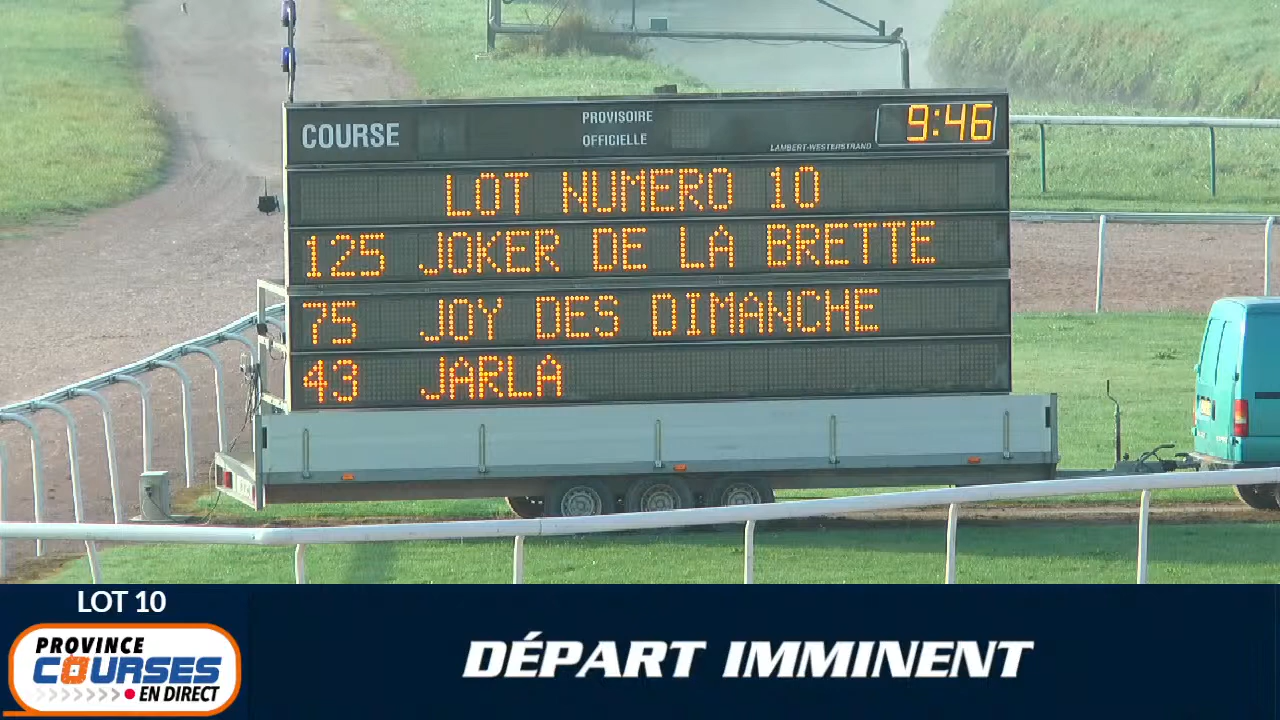 COURSE
PROVISOIRE
OFFICIELLE
LAMBERT-WESTERSTRAND
9:46
LOT NUMERO 10
125 JOKER DE LA BRETTE
75 JOY DES DIMANCHE
43 JARLA
LOT 10
PROVINCE
COURSES
EN DIRECT
DÉPART IMMINENT